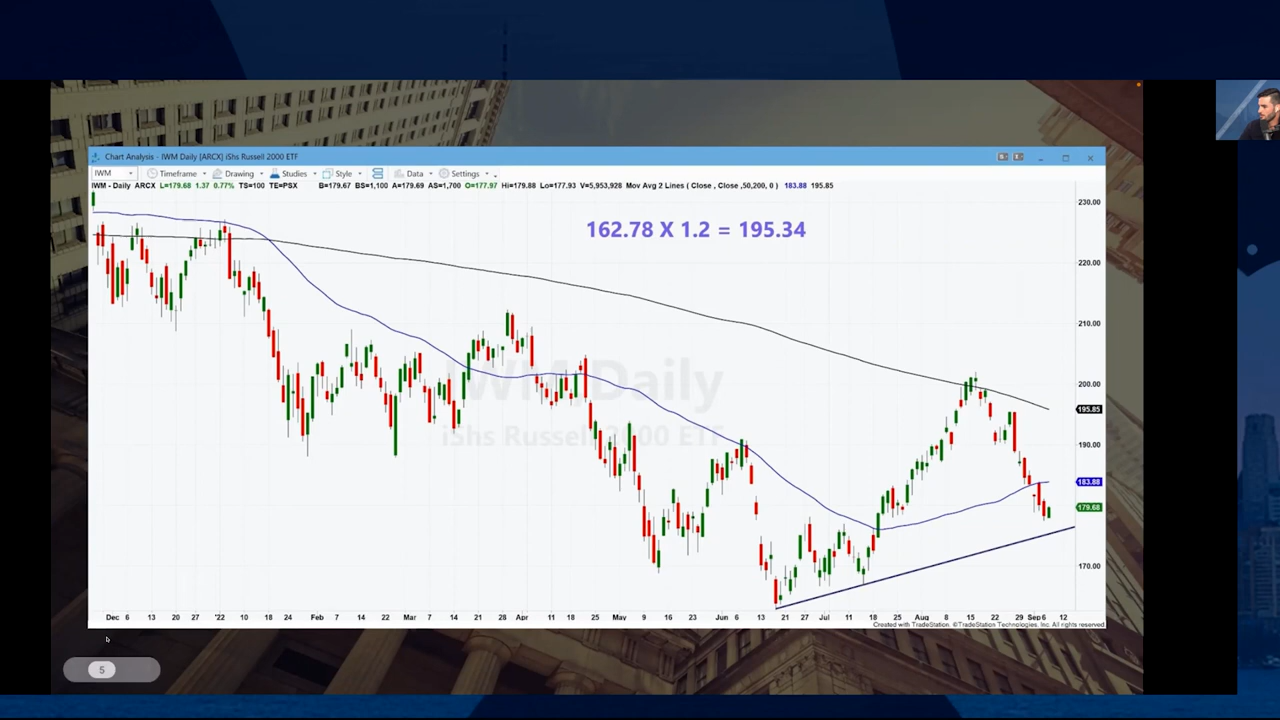 Chart Analysis - IWM Daily [ARCX] iShs Russell 2000 ETF
IWM Timeframe Drawing Studies Style Data Settings
IWM - Daily ARCX L=179.68 1.37 0.77% TS=100 TE=PSX B=179.67 BS=1,100 A=179.69 AS=1,700 O=177.97 Hi=179.88 Lo=177.93 V=5,953,928 Mov Avg 2 Lines ( Close , Close ,50,200, 0 ) 183.88 195.85
162.78 X 1.2 = 195.34
IWM Daily
iShs Russell 2000 ETF
230.00
220.00
210.00
200.00
195.85
190.00
183.88
179.68
170.00
Dec 6 13 20 27 '22 10 18 24 Feb 7 14 22 Mar 7 14 21 28 Apr 11 18 25 May 9 16 23 Jun 6 13 21 27 Jul 11 18 25 Aug 8 15 22 29 Sep 6 12
Created with TradeStation. ©TradeStation Technologies, Inc. All rights reserved.
5